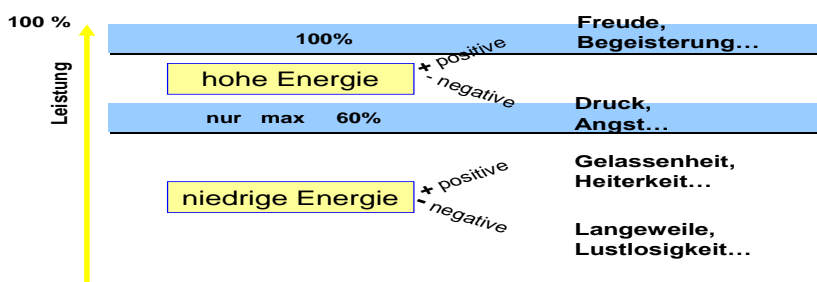 100 %
Leistung
100%
hohe Energie
+ positive
- negative
Freude,
Begeisterung...
nur max 60%
Druck,
Angst...
niedrige Energie
+ positive
- negative
Gelassenheit,
Heiterkeit...
Langeweile,
Lustlosigkeit...